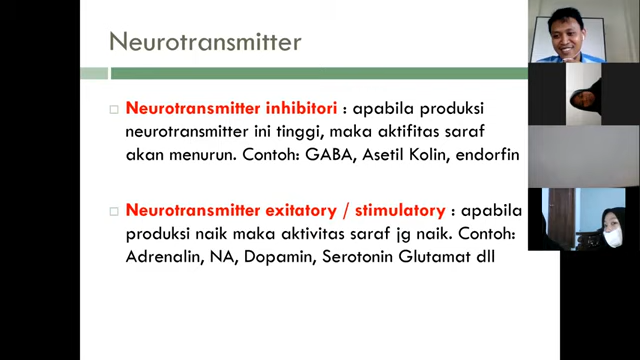 Neurotransmitter
Neurotransmitter inhibitori : apabila produksi
neurotransmitter ini tinggi, maka aktifitas saraf
akan menurun. Contoh: GABA, Asetil Kolin, endorfin
Neurotransmitter exitatory / stimulatory : apabila
produksi naik maka aktivitas saraf jg naik. Contoh:
Adrenalin, NA, Dopamin, Serotonin Glutamat dll